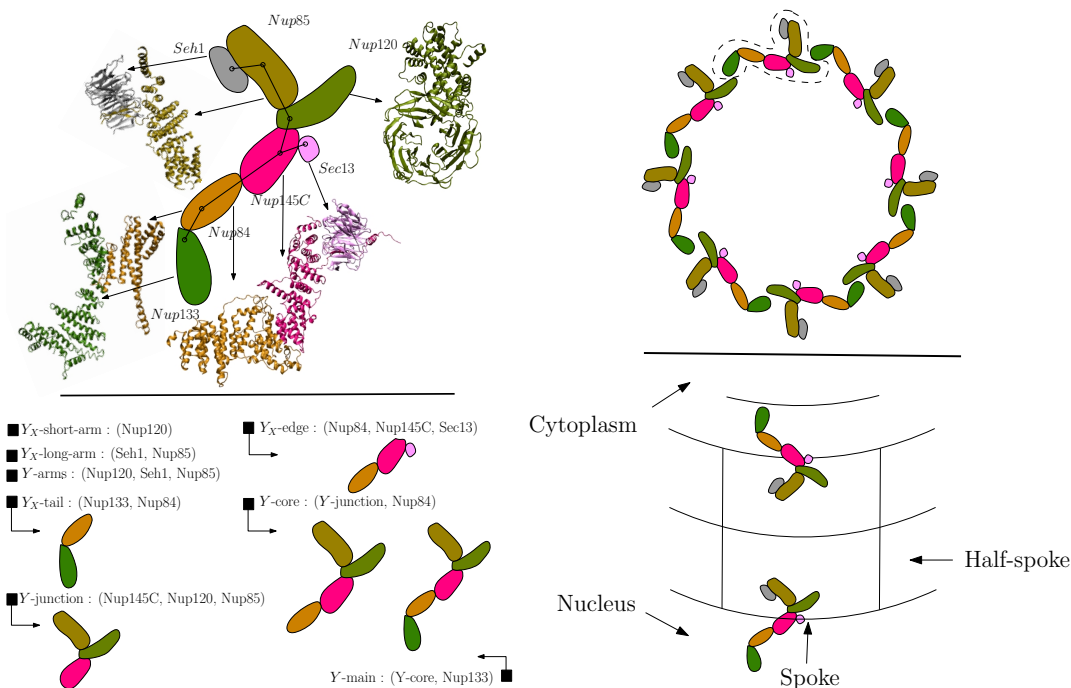 Nup85
Seh1
Nup120
Sec13
Nup145C
Nup84
Nup133
Y_X-short-arm : (Nup120)
Y_X-long-arm : (Seh1, Nup85)
Y-arms : (Nup120, Seh1, Nup85)
Y_X-tail : (Nup133, Nup84)
Y-junction : (Nup145C, Nup120, Nup85)
Y_X-edge : (Nup84, Nup145C, Sec13)
Y-core : (Y-junction, Nup84)
Y-main : (Y-core, Nup133)
Cytoplasm
Half-spoke
Nucleus
Spoke